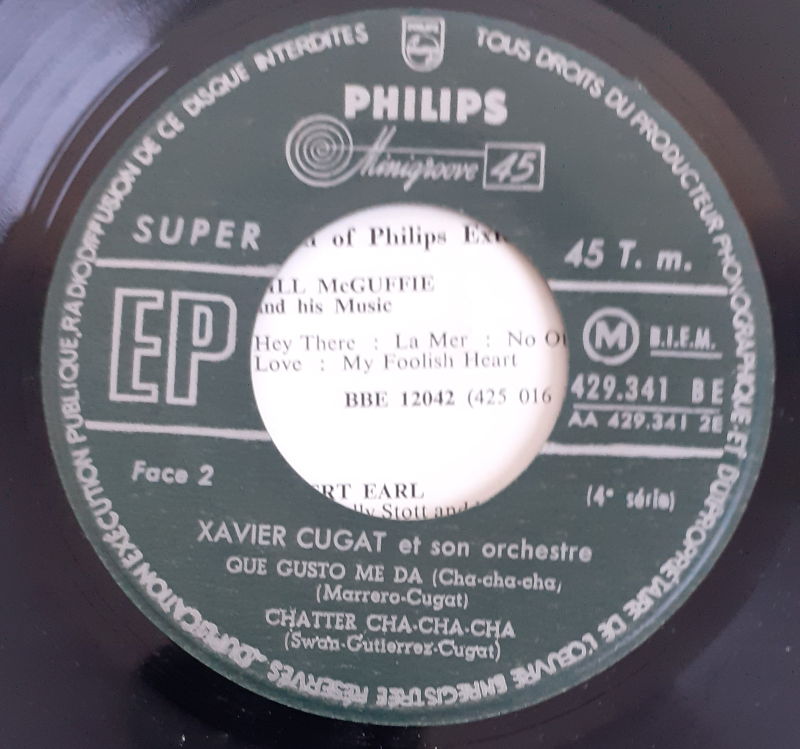 TOUS DROITS DU PRODUCTEUR PHONOGRAPHIQUE ET DU PROPRIÉTAIRE DE L'ŒUVRE ENREGISTRÉE RÉSERVÉS. DUPLICATION EXÉCUTION PUBLIQUE, RADIODIFFUSION DE CE DISQUE INTERDITES
PHILIPS
PHILIPS
Minigroove 45
SUPER
45 T. m.
EP
M B.I.E.M.
429.341 BE
AA 429.341 2E
Face 2
(4e série)
of Philips
McGUFFIE
and his Music
Hey There : La Mer : No
Love : My Foolish Heart
BBE 12042 (425 016
EARL
Stott and
XAVIER CUGAT et son orchestre
QUE GUSTO ME DA (Cha-cha-cha)
(Marrero-Cugat)
CHATTER CHA-CHA-CHA
(Swan-Gutierrez-Cugat)